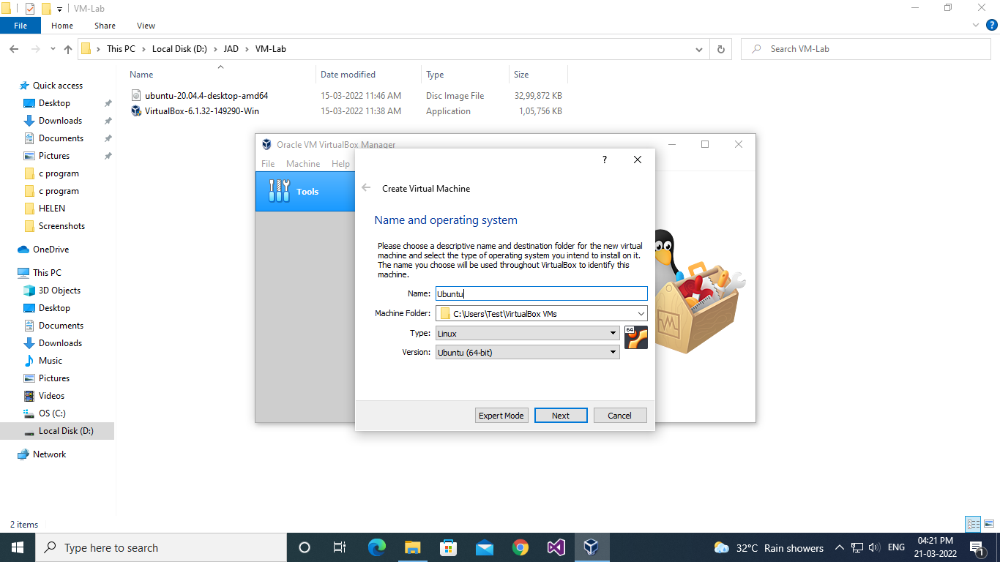 VM-Lab
File Home Share View
This PC Local Disk (D:) JAD VM-Lab
Search VM-Lab
Name Date modified Type Size
ubuntu-20.04.4-desktop-amd64 15-03-2022 11:46 AM Disc Image File 32,99,872 KB
VirtualBox-6.1.32-149290-Win 15-03-2022 11:38 AM Application 1,05,756 KB
Quick access
Desktop
Downloads
Documents
Pictures
c program
c program
HELEN
Screenshots
OneDrive
This PC
3D Objects
Desktop
Documents
Downloads
Music
Pictures
Videos
OS (C:)
Local Disk (D:)
Network
Oracle VM VirtualBox Manager
File Machine Help
Tools
?
Create Virtual Machine
Name and operating system
Please choose a descriptive name and destination folder for the new virtual
machine and select the type of operating system you intend to install on it.
The name you choose will be used throughout VirtualBox to identify this
machine.
Name: Ubuntu
Machine Folder: C:\Users\Test\VirtualBox VMs
Type: Linux
64
Version: Ubuntu (64-bit)
Expert Mode Next Cancel
2 items
Type here to search
32°C Rain showers ENG 04:21 PM
21-03-2022
1